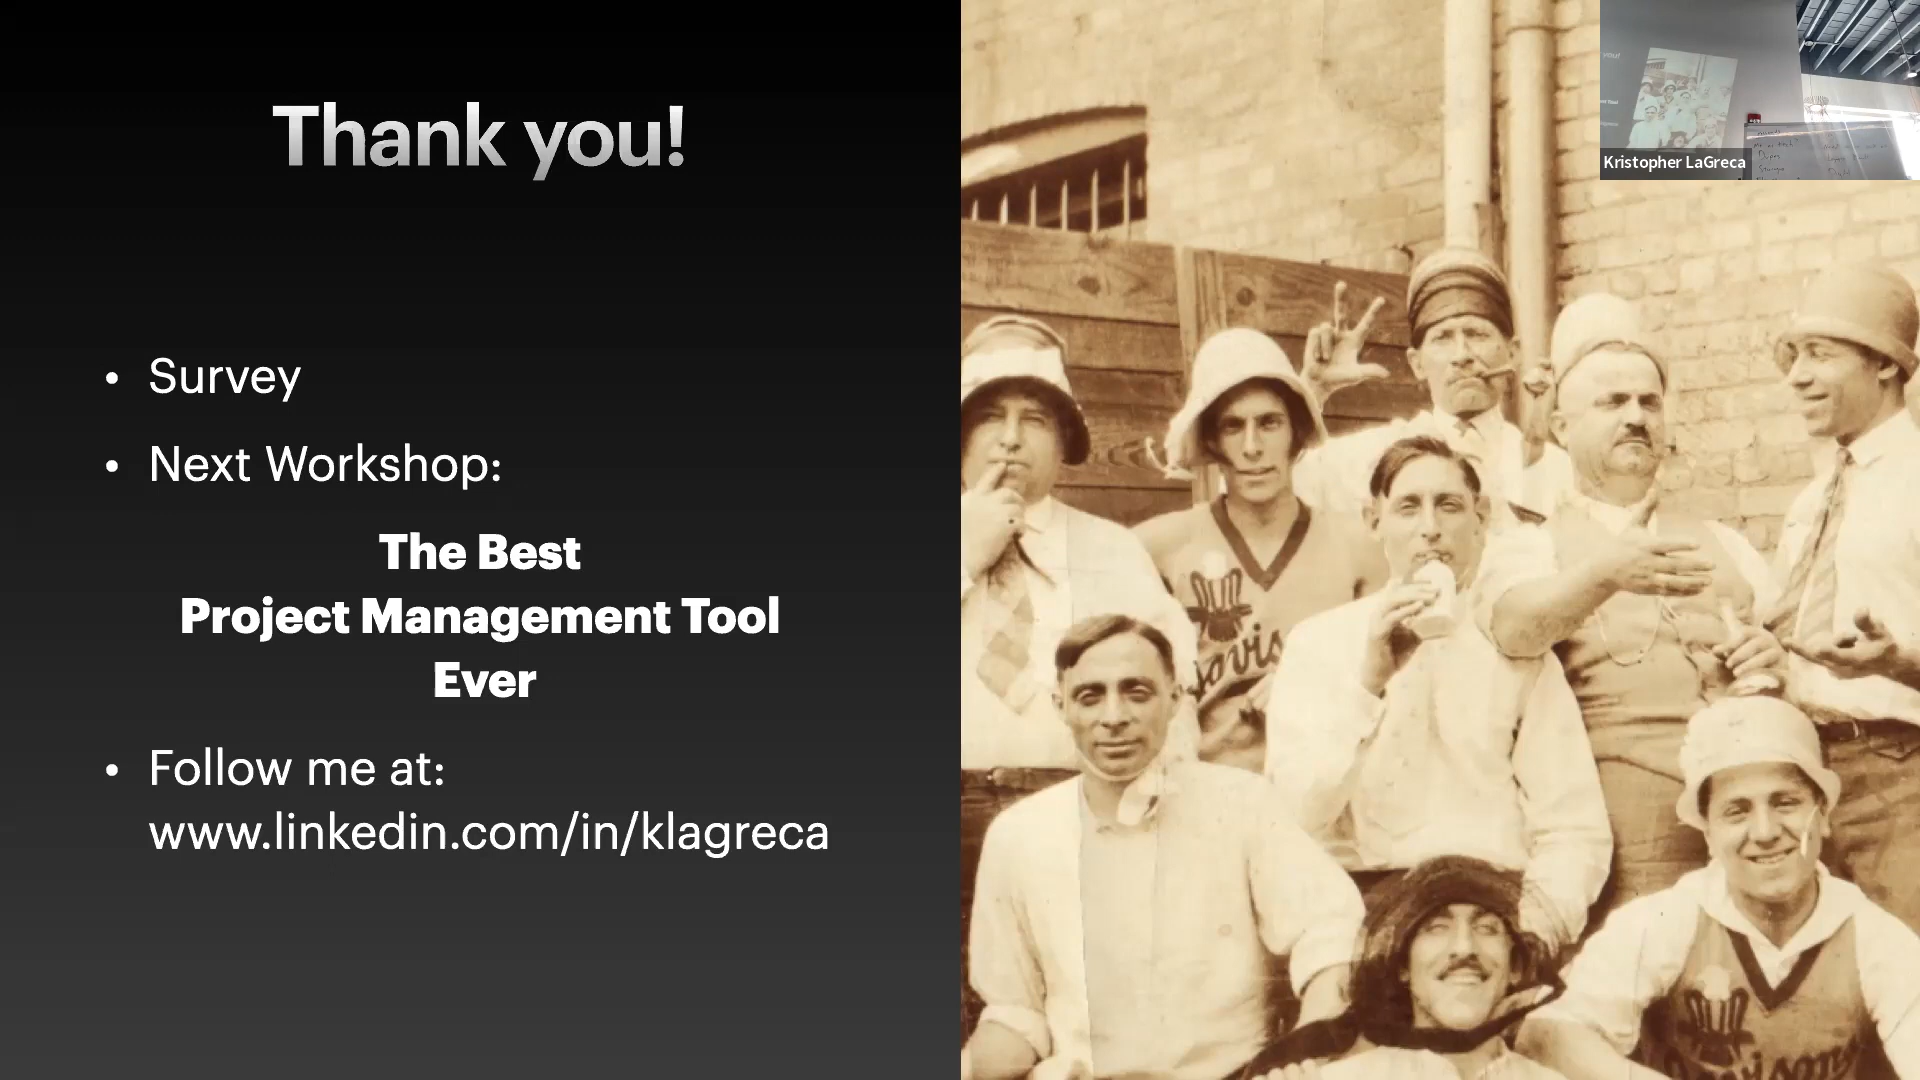 Thank you!
• Survey
• Next Workshop:
The Best
Project Management Tool
Ever
• Follow me at:
www.linkedin.com/in/klagreca
Kristopher LaGreca